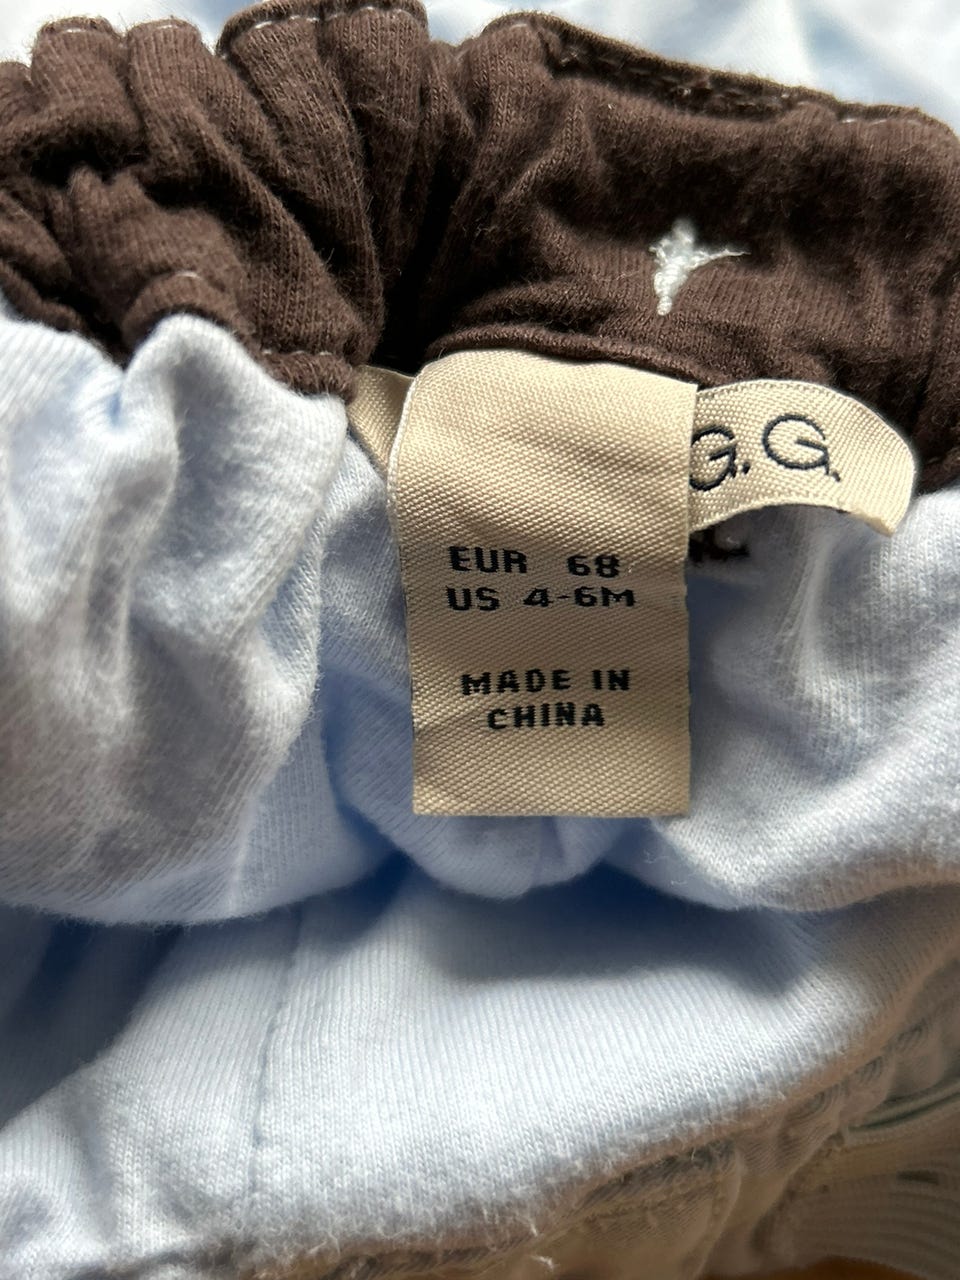 G. G.
EUR 68
US 4-6M
MADE IN
CHINA